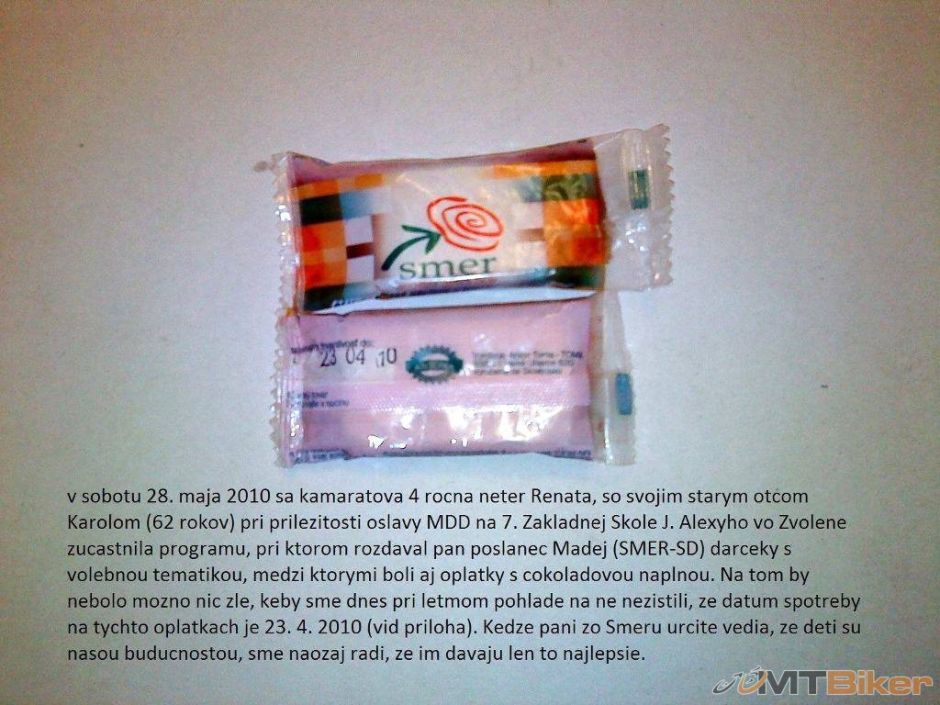 smer
23 04 10
v sobotu 28. maja 2010 sa kamaratova 4 rocna neter Renata, so svojim starym otcom
Karolom (62 rokov) pri prilezitosti oslavy MDD na 7. Zakladnej Skole J. Alexyho vo Zvolene
zucastnila programu, pri ktorom rozdaval pan poslanec Madej (SMER-SD) darceky s
volebnou tematikou, medzi ktorymi boli aj oplatky s cokoladovou naplnou. Na tom by
nebolo mozno nic zle, keby sme dnes pri letmom pohlade na ne nezistili, ze datum spotreby
na tychto oplatkach je 23. 4. 2010 (vid priloha). Kedze pani zo Smeru urcite vedia, ze deti su
nasou buducnostou, sme naozaj radi, ze im davaju len to najlepsie.
MTBiker